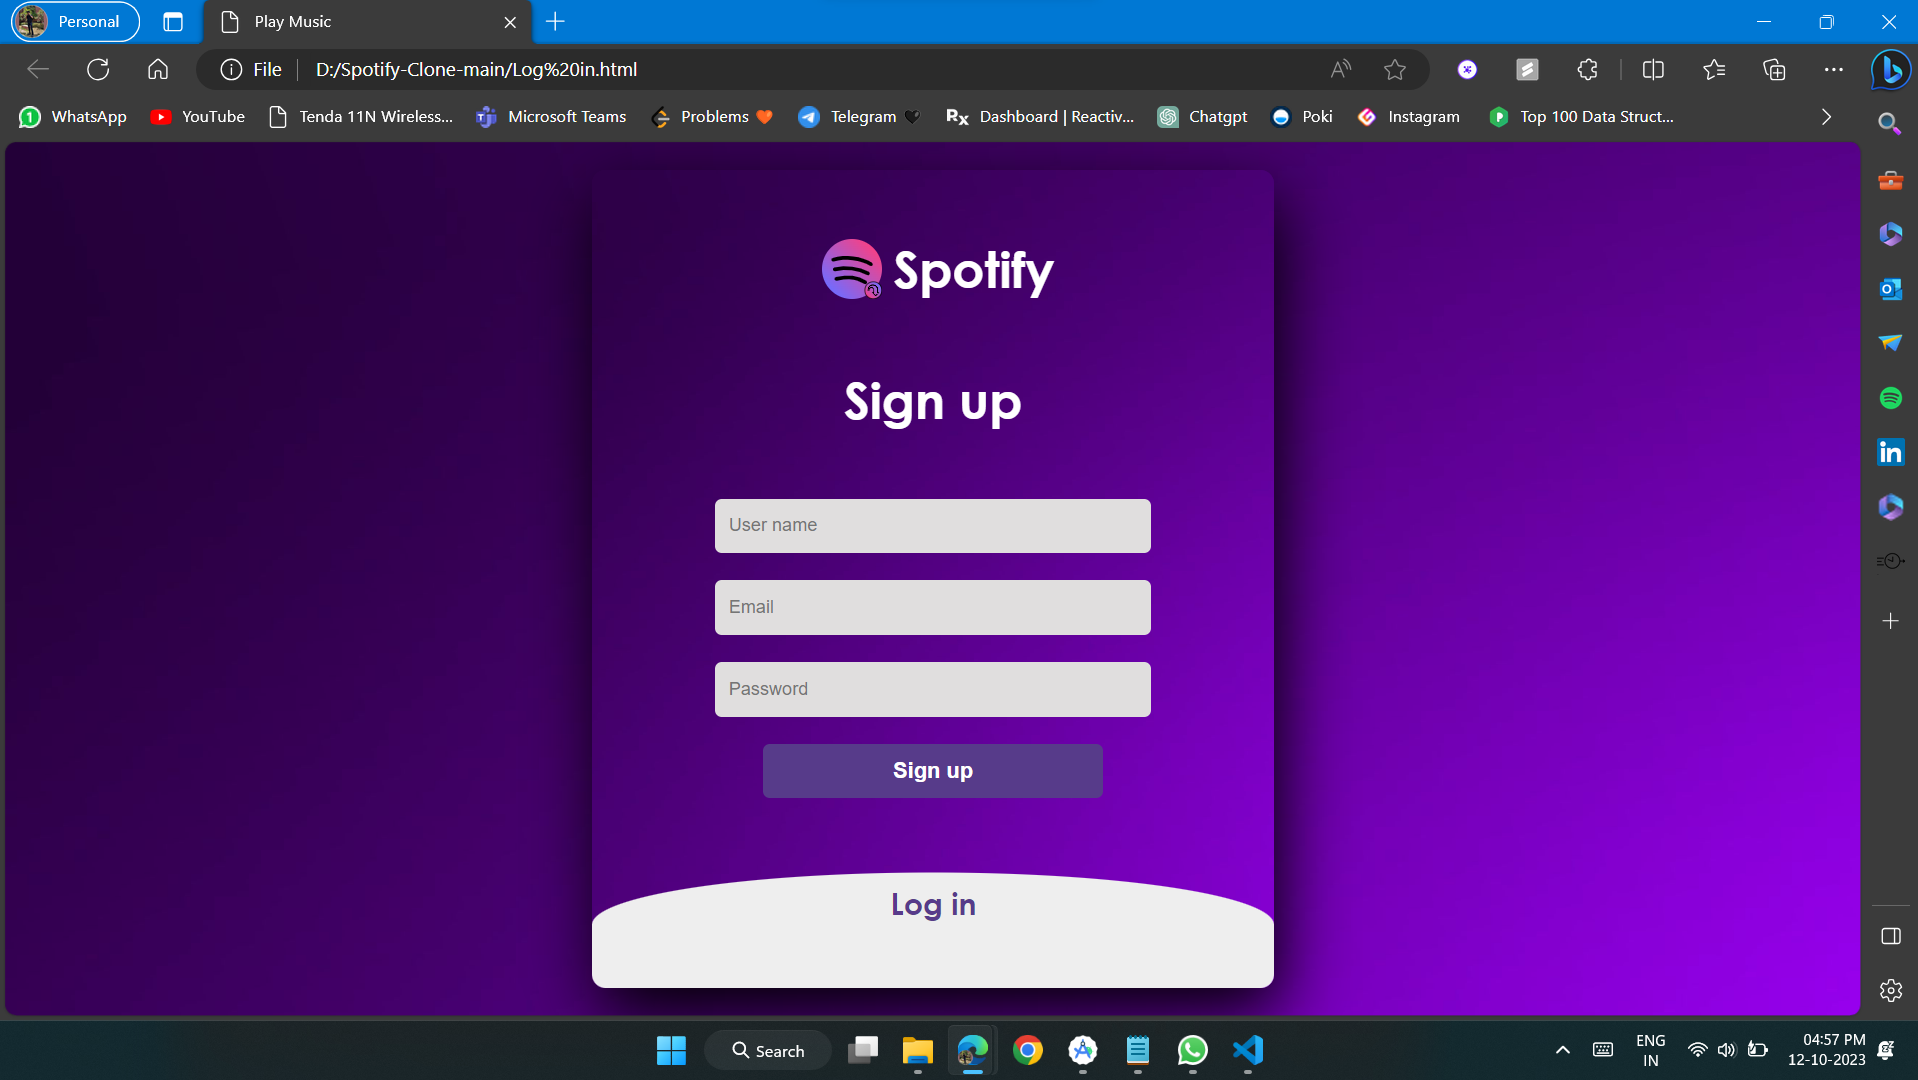 Personal
Play Music
File
D:/Spotify-Clone-main/Log%20in.html
WhatsApp
YouTube
Tenda 11N Wireless...
Microsoft Teams
Problems 🧡
Telegram 🖤
Rx Dashboard | Reactiv...
Chatgpt
Poki
Instagram
Top 100 Data Struct...
Spotify
Sign up
User name
Email
Password
Sign up
Log in
in
Search
ENG
IN
04:57 PM
12-10-2023